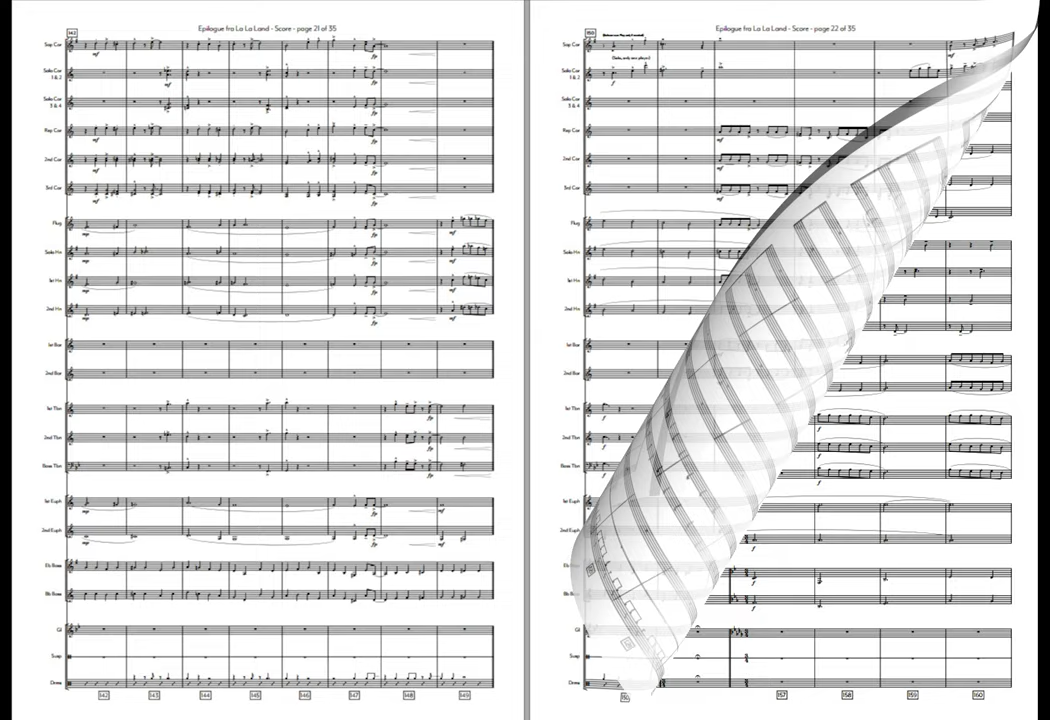 Epilogue fra La La Land - Score - page 21 of 35
142
Sop Cor
Solo Cor
1 & 2
Solo Cor
3 & 4
Rep Cor
2nd Cor
3rd Cor
Flug
Solo Hn
1st Hn
2nd Hn
1st Bar
2nd Bar
1st Tbn
2nd Tbn
Bass Tbn
1st Euph
2nd Euph
Eb Bass
Bb Bass
Gl
Susp
Drums
142 143 144 145 146 147 148 149
Epilogue fra La La Land - Score - page 22 of 35
150
Sop Cor
Solo Cor
1 & 2
Solo Cor
3 & 4
Rep Cor
2nd Cor
3rd Cor
Flug
Solo Hn
1st Hn
2nd Hn
1st Bar
2nd Bar
1st Tbn
2nd Tbn
Bass Tbn
1st Euph
2nd Euph
Gl
Susp
Drums
157 158 159 160